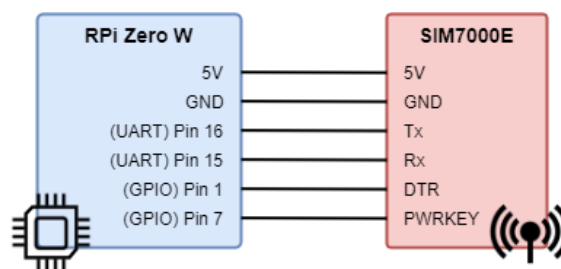 RPi Zero W
5V
GND
(UART) Pin 16
(UART) Pin 15
(GPIO) Pin 1
(GPIO) Pin 7
SIM7000E
5V
GND
Tx
Rx
DTR
PWRKEY